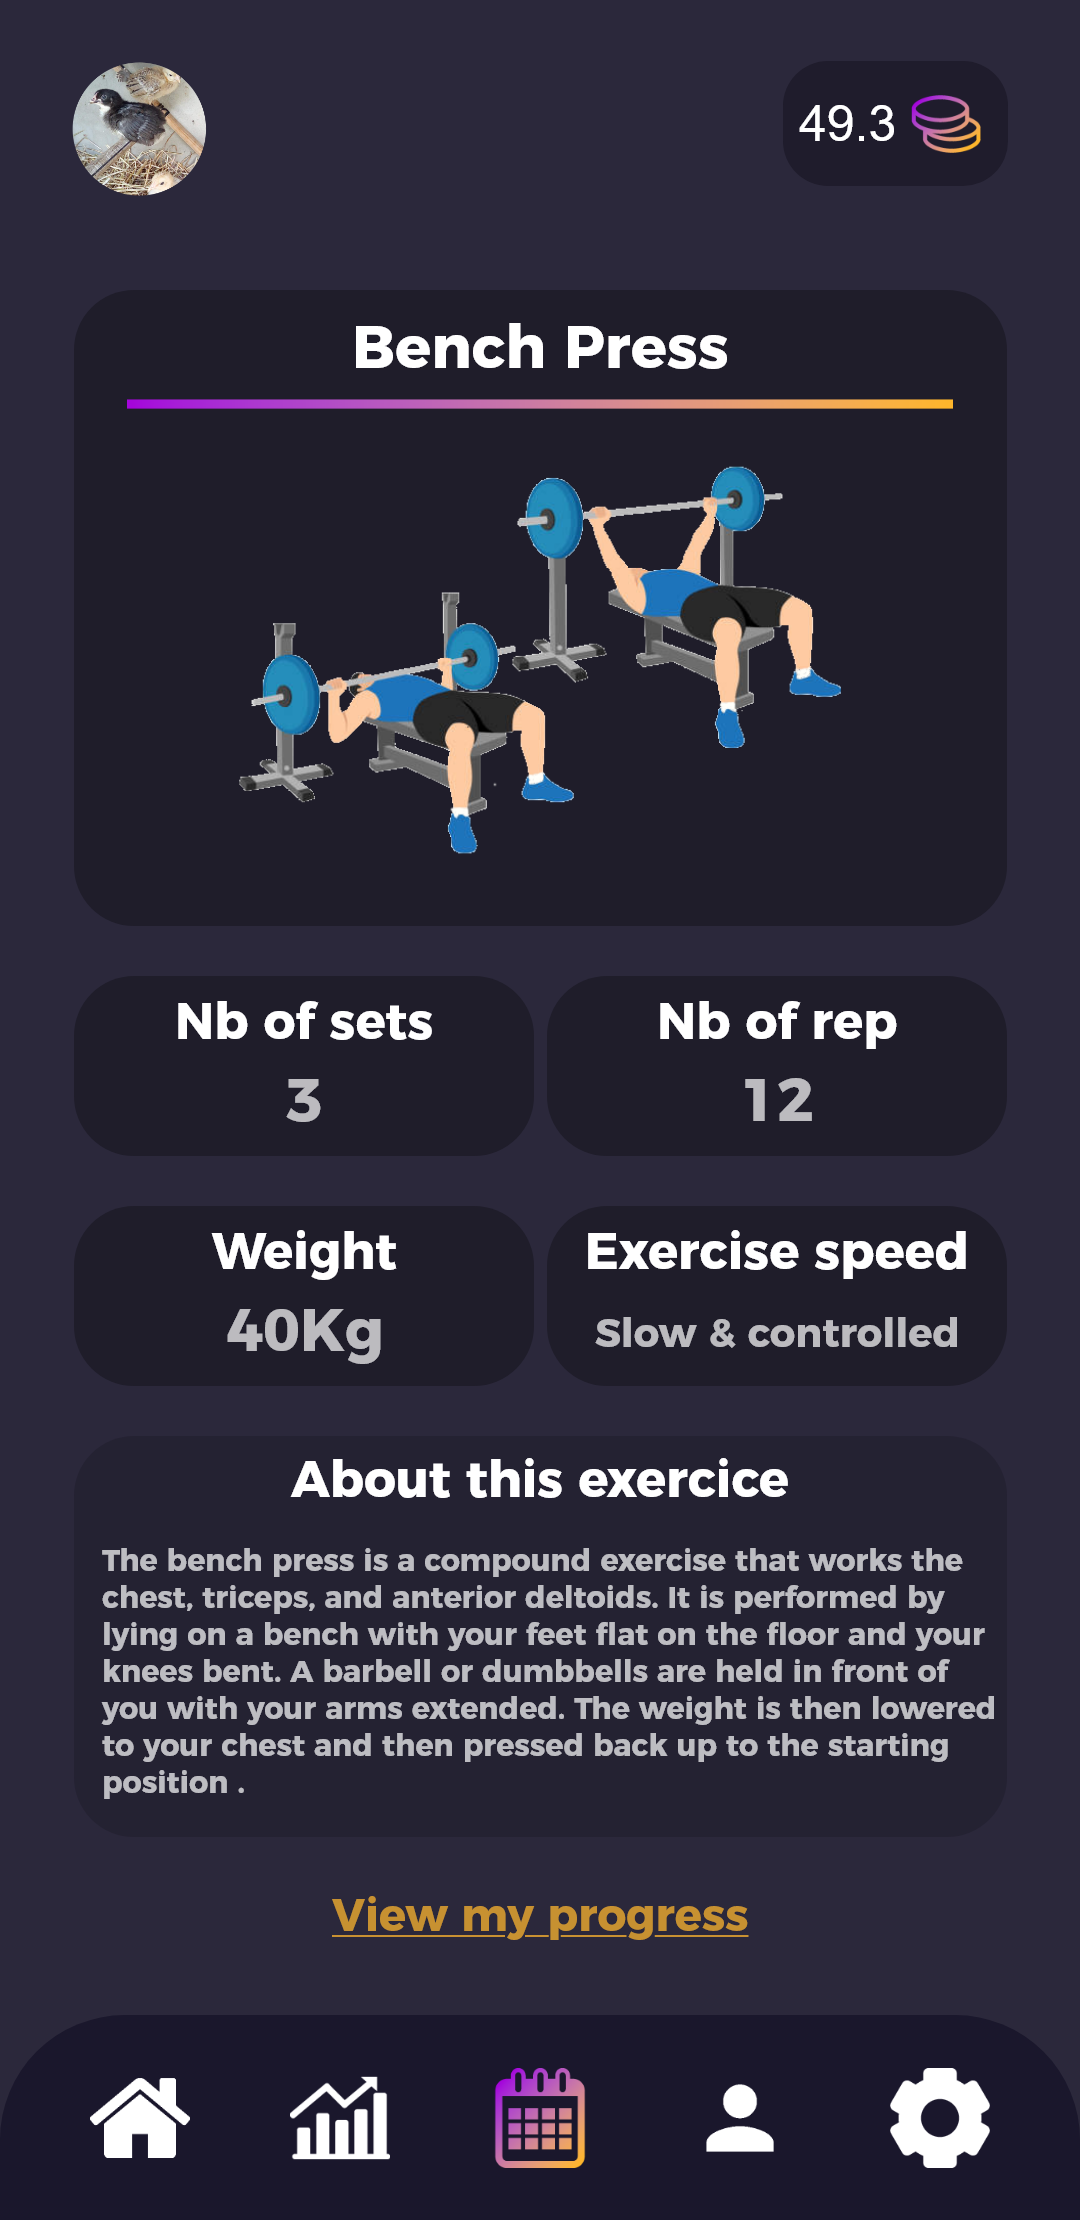 49.3
Bench Press
Nb of sets
3
Nb of rep
12
Weight
40Kg
Exercise speed
Slow & controlled
About this exercice
The bench press is a compound exercise that works the
chest, triceps, and anterior deltoids. It is performed by
lying on a bench with your feet flat on the floor and your
knees bent. A barbell or dumbbells are held in front of
you with your arms extended. The weight is then lowered
to your chest and then pressed back up to the starting
position .
View my progress